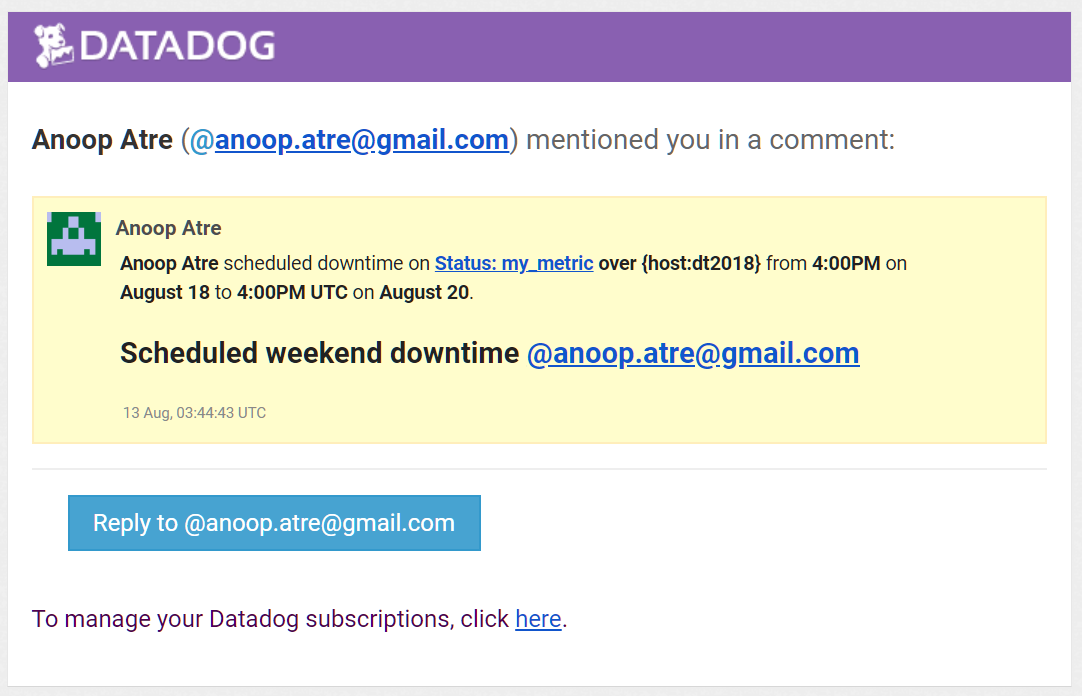 DATADOG
Anoop Atre (@anoop.atre@gmail.com) mentioned you in a comment:
Anoop Atre
Anoop Atre scheduled downtime on Status: my_metric over {host:dt2018} from 4:00PM on
August 18 to 4:00PM UTC on August 20.
Scheduled weekend downtime @anoop.atre@gmail.com
13 Aug, 03:44:43 UTC
Reply to @anoop.atre@gmail.com
To manage your Datadog subscriptions, click here.